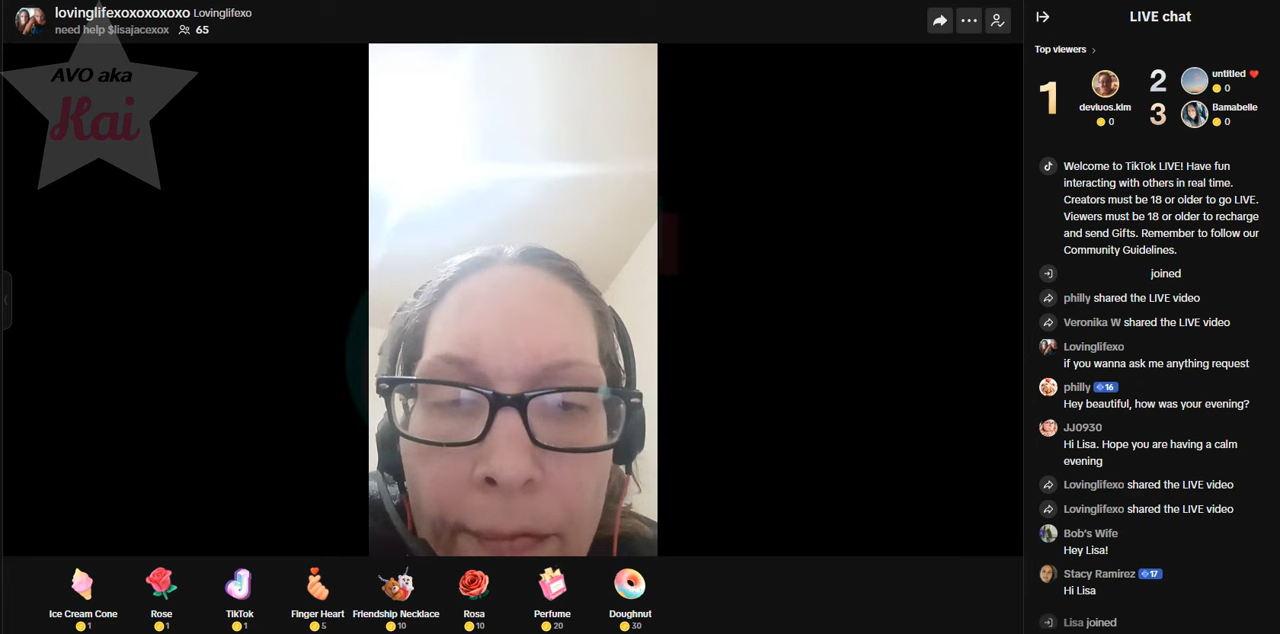 lovinglifexoxoxoxoxo Lovinglifexo
need help $lisajacexox 65
AVO aka
Kai
LIVE chat
Top viewers
1
deviuos.kim
0
2
untitled ❤️
0
3
Bamabelle
0
Welcome to TikTok LIVE! Have fun
interacting with others in real time.
Creators must be 18 or older to go LIVE.
Viewers must be 18 or older to recharge
and send Gifts. Remember to follow our
Community Guidelines.
joined
philly shared the LIVE video
Veronika W shared the LIVE video
Lovinglifexo
if you wanna ask me anything request
philly 16
Hey beautiful, how was your evening?
JJ0930
Hi Lisa. Hope you are having a calm
evening
Lovinglifexo shared the LIVE video
Lovinglifexo shared the LIVE video
Bob's Wife
Hey Lisa!
Stacy Ramirez 17
Hi Lisa
Lisa joined
Ice Cream Cone
1
Rose
1
TikTok
1
Finger Heart
5
Friendship Necklace
10
Rosa
10
Perfume
20
Doughnut
30